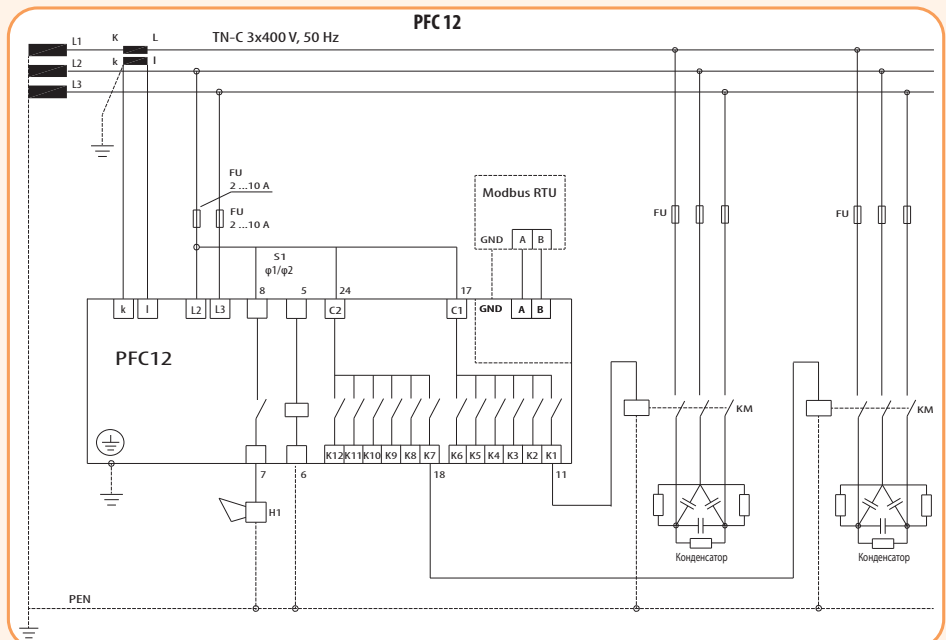 PFC 12
L1
K
L
TN-C 3x400 V, 50 Hz
L2
k
l
L3
FU
2 ...10 A
FU
2 ...10 A
Modbus RTU
GND
A
B
FU
FU
S1
φ1/φ2
8
5
24
17
k
l
L2
L3
C2
C1
GND
A
B
PFC12
KM
KM
K12
K11
K10
K9
K8
K7
K6
K5
K4
K3
K2
K1
7
6
18
11
H1
Конденсатор
Конденсатор
PEN